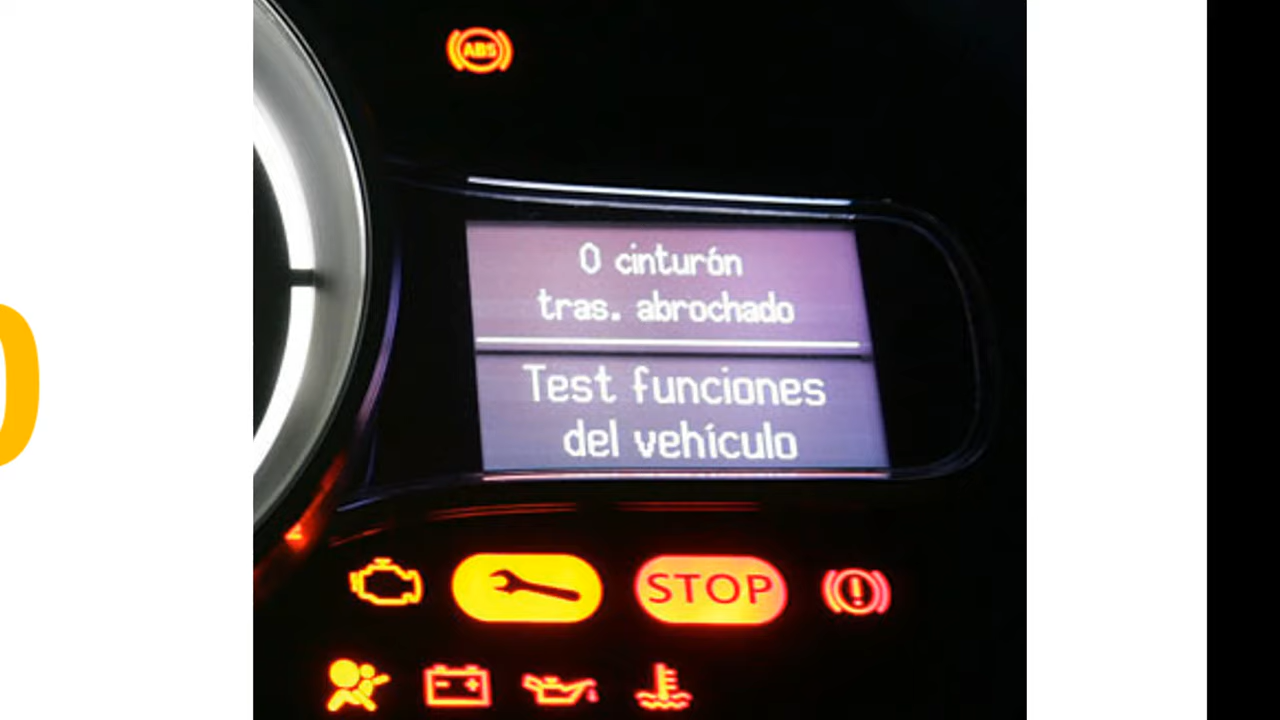 ABS
0 cinturón
tras. abrochado
Test funciones
del vehículo
STOP